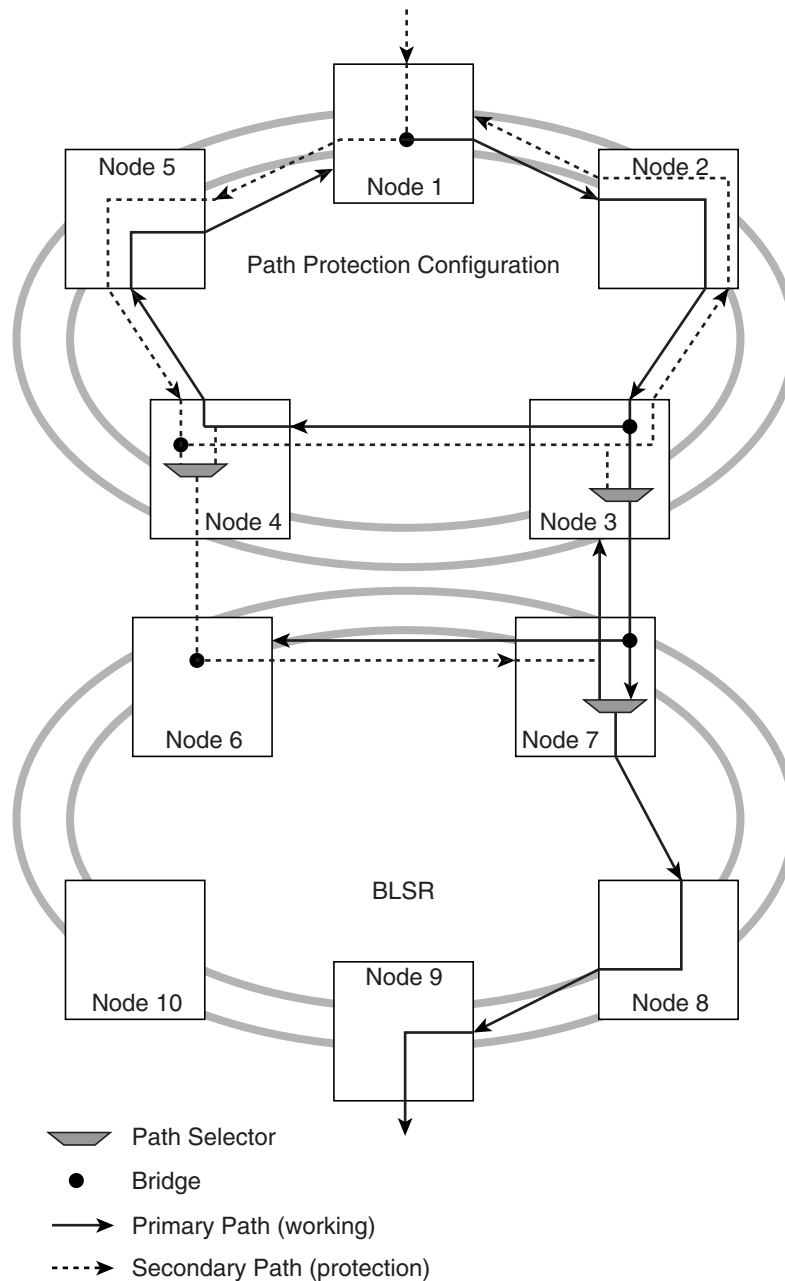 Node 1
Node 5
Node 2
Path Protection Configuration
Node 4
Node 3
Node 6
Node 7
BLSR
Node 10
Node 9
Node 8
Path Selector
Bridge
Primary Path (working)
Secondary Path (protection)